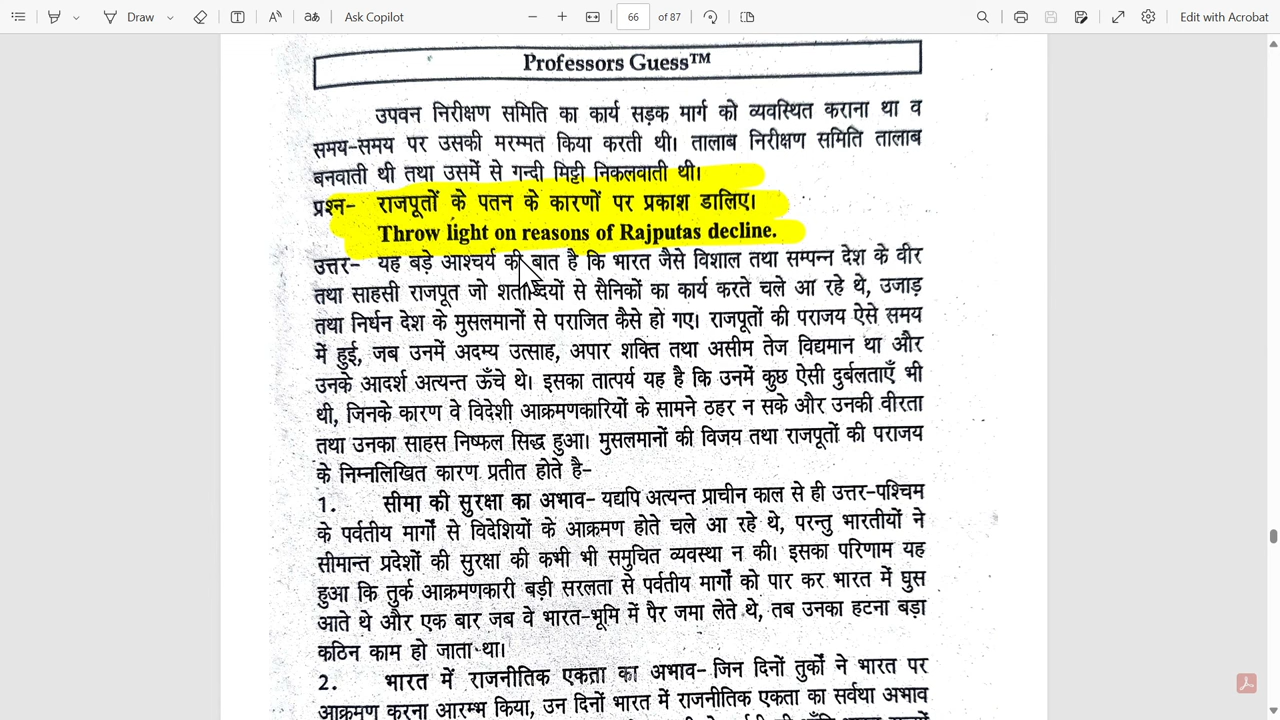 Draw
Ask Copilot
66 of 87
Edit with Acrobat
Professors Guess™
उपवन निरीक्षण समिति का कार्य सड़क मार्ग को व्यवस्थित कराना था व
समय-समय पर उसकी मरम्मत किया करती थी। तालाब निरीक्षण समिति तालाब
बनवाती थी तथा उसमें से गन्दी मिट्टी निकलवाती थी।
प्रश्न- राजपूतों के पतन के कारणों पर प्रकाश डालिए।
Throw light on reasons of Rajputas decline.
उत्तर- यह बड़े आश्चर्य की बात है कि भारत जैसे विशाल तथा सम्पन्न देश के वीर
तथा साहसी राजपूत जो शताब्दियों से सैनिकों का कार्य करते चले आ रहे थे, उजाड़
तथा निर्धन देश के मुसलमानों से पराजित कैसे हो गए। राजपूतों की पराजय ऐसे समय
में हुई, जब उनमें अदम्य उत्साह, अपार शक्ति तथा असीम तेज विद्यमान था और
उनके आदर्श अत्यन्त ऊँचे थे। इसका तात्पर्य यह है कि उनमें कुछ ऐसी दुर्बलताएँ भी
थी, जिनके कारण वे विदेशी आक्रमणकारियों के सामने ठहर न सके और उनकी वीरता
तथा उनका साहस निष्फल सिद्ध हुआ। मुसलमानों की विजय तथा राजपूतों की पराजय
के निम्नलिखित कारण प्रतीत होते है-
1. सीमा की सुरक्षा का अभाव- यद्यपि अत्यन्त प्राचीन काल से ही उत्तर-पश्चिम
के पर्वतीय मार्गों से विदेशियों के आक्रमण होते चले आ रहे थे, परन्तु भारतीयों ने
सीमान्त प्रदेशों की सुरक्षा की कभी भी समुचित व्यवस्था न की। इसका परिणाम यह
हुआ कि तुर्क आक्रमणकारी बड़ी सरलता से पर्वतीय मार्गों को पार कर भारत में घुस
आते थे और एक बार जब वे भारत-भूमि में पैर जमा लेते थे, तब उनका हटना बड़ा
कठिन काम हो जाता था।
2. भारत में राजनीतिक एकता का अभाव- जिन दिनों तुर्कों ने भारत पर
आक्रमण करना आरम्भ किया, उन दिनों भारत में राजनीतिक एकता का सर्वथा अभाव